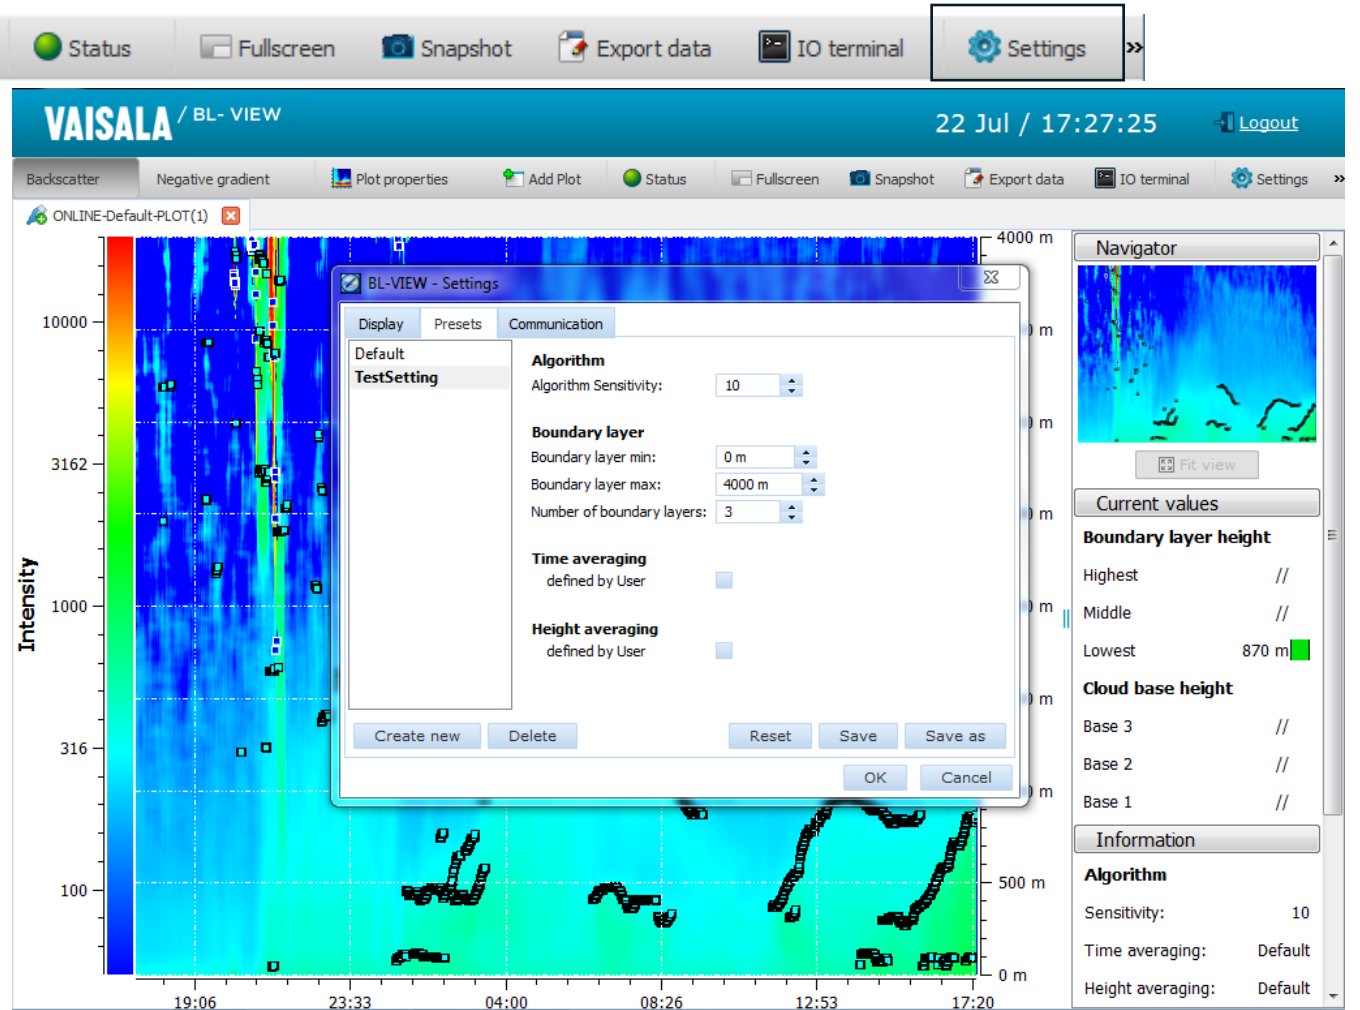 Status Fullscreen Snapshot Export data IO terminal Settings »
VAISALA / BL- VIEW 22 Jul / 17:27:25 Logout
Backscatter Negative gradient Plot properties Add Plot Status Fullscreen Snapshot Export data IO terminal Settings »
ONLINE-Default-PLOT(1)
Intensity
10000
3162
1000
316
100
4000 m
m
m
m
m
m
m
500 m
0 m
19:06 23:33 04:00 08:26 12:53 17:20
BL-VIEW - Settings
Display Presets Communication
Default
TestSetting
Algorithm
Algorithm Sensitivity: 10
Boundary layer
Boundary layer min: 0 m
Boundary layer max: 4000 m
Number of boundary layers: 3
Time averaging
defined by User
Height averaging
defined by User
Create new Delete Reset Save Save as
OK Cancel
Navigator
Fit view
Current values
Boundary layer height
Highest //
Middle //
Lowest 870 m
Cloud base height
Base 3 //
Base 2 //
Base 1 //
Information
Algorithm
Sensitivity: 10
Time averaging: Default
Height averaging: Default